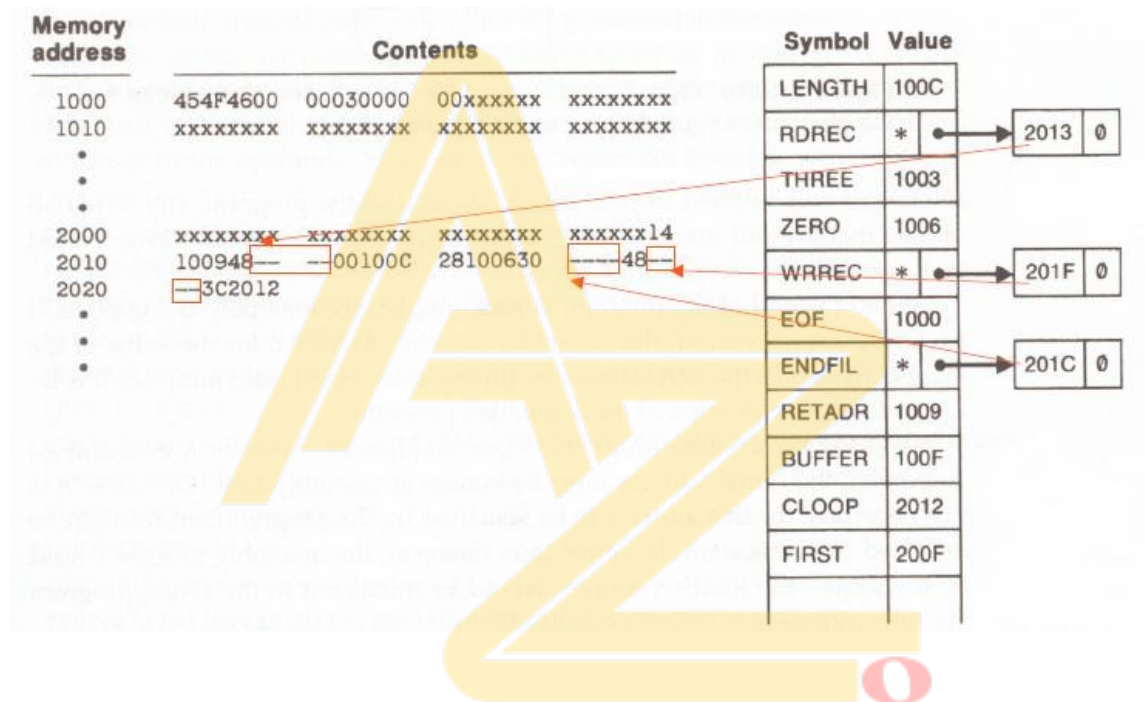 Memory address Contents
1000 454F4600 00030000 00xxxxxx xxxxxxxx
1010 xxxxxxxx xxxxxxxx xxxxxxxx xxxxxxxx
•
•
•
2000 xxxxxxxx xxxxxxxx xxxxxxxx xxxxxx14
2010 100948-- --00100C 28100630 ----48--
2020 --3C2012
•
•
•
Symbol Value
LENGTH 100C
RDREC * 2013 0
THREE 1003
ZERO 1006
WRREC * 201F 0
EOF 1000
ENDFIL * 201C 0
RETADR 1009
BUFFER 100F
CLOOP 2012
FIRST 200F